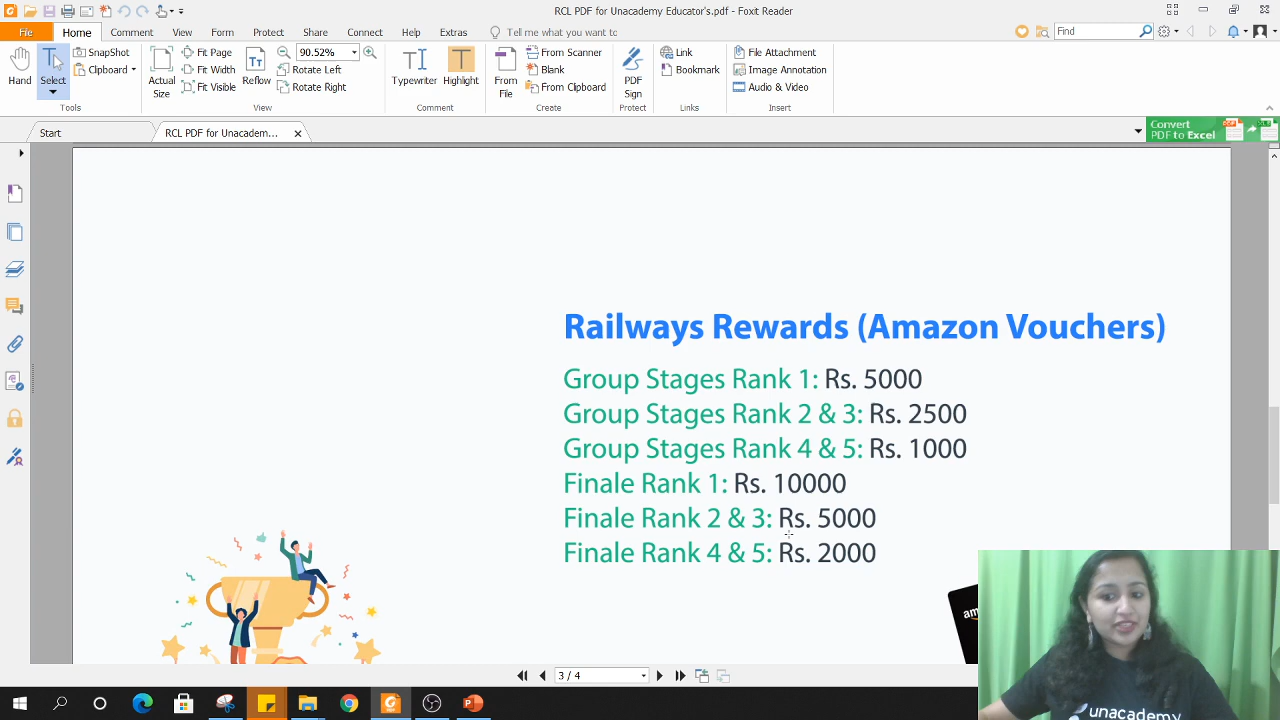 RCL PDF for Unacademy Educators.pdf - Foxit Reader
File Home Comment View Form Protect Share Connect Help Extras Tell me what you want to Find
Hand Select SnapShot Clipboard Tools
Actual Size Fit Page Fit Width Fit Visible Reflow 90.52% Rotate Left Rotate Right View
Typewriter Highlight Comment
From File From Scanner Blank From Clipboard Create
PDF Sign Protect
Link Bookmark Links
File Attachment Image Annotation Audio & Video Insert
Start RCL PDF for Unacadem...
Convert
PDF to Excel
Railways Rewards (Amazon Vouchers)
Group Stages Rank 1: Rs. 5000
Group Stages Rank 2 & 3: Rs. 2500
Group Stages Rank 4 & 5: Rs. 1000
Finale Rank 1: Rs. 10000
Finale Rank 2 & 3: Rs. 5000
Finale Rank 4 & 5: Rs. 2000
3 / 4
unacademy